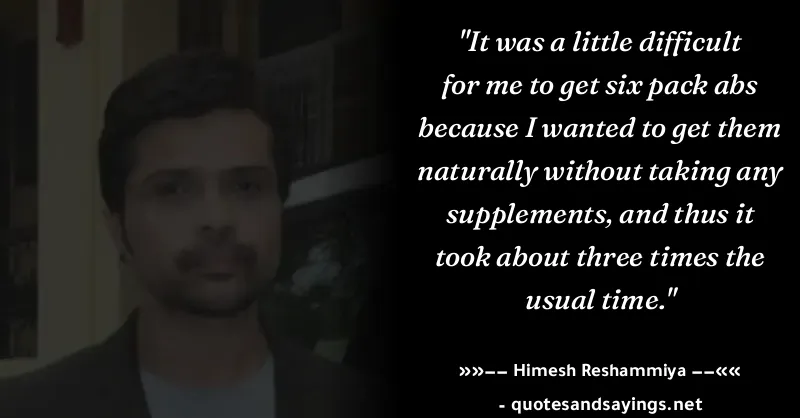 "It was a little difficult
for me to get six pack abs
because I wanted to get them
naturally without taking any
supplements, and thus it
took about three times the
usual time."
»»−− Himesh Reshammiya −−««
- quotesandsayings.net